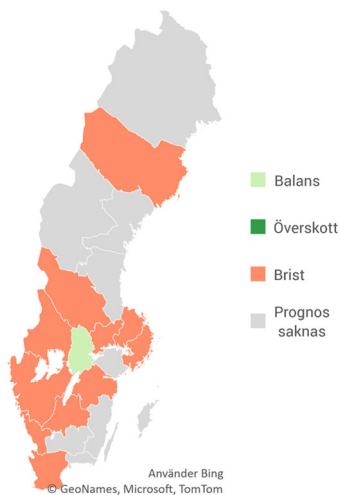 Balans
Överskott
Brist
Prognos
saknas
Använder Bing
© GeoNames, Microsoft, TomTom